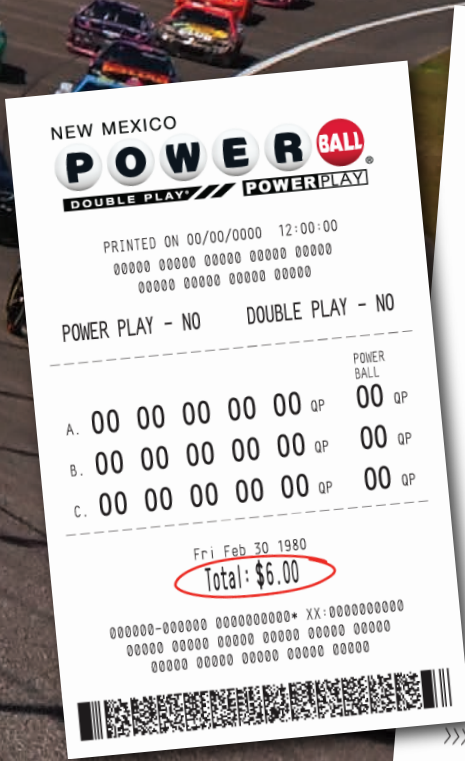 NEW MEXICO
POWERBALL®
DOUBLE PLAY® POWERPLAY
PRINTED ON 00/00/0000 12:00:00
00000 00000 00000 00000 00000
00000 00000 00000 00000
POWER PLAY - NO DOUBLE PLAY - NO
POWER
BALL
A. 00 00 00 00 00 QP 00 QP
B. 00 00 00 00 00 QP 00 QP
C. 00 00 00 00 00 QP 00 QP
Fri Feb 30 1980
Total: $6.00
000000-000000 0000000000* XX:0000000000
00000 00000 00000 00000 00000 00000
00000 00000 00000 00000 00000